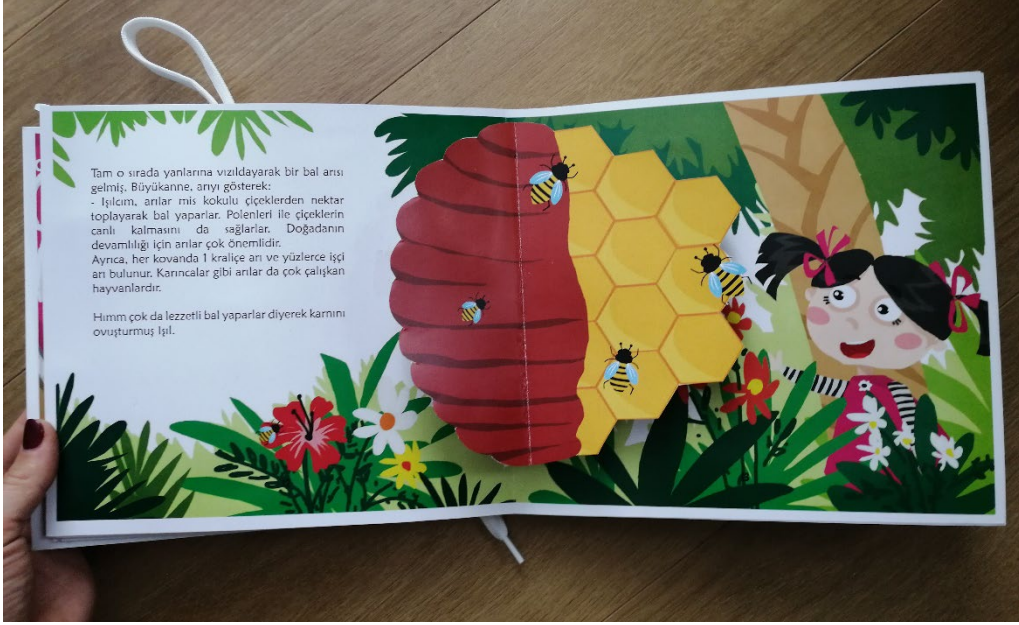 Tam o sırada yanlarına vızıldayarak bir bal arısı
gelmiş. Büyükanne, arıyı gösterek:
- Işılcım, arılar mis kokulu çiçeklerden nektar
toplayarak bal yaparlar. Polenleri ile çiçeklerin
canlı kalmasını da sağlarlar. Doğadanın
devamlılığı için arılar çok önemlidir.
Ayrıca, her kovanda 1 kraliçe arı ve yüzlerce işçi
arı bulunur. Karıncalar gibi arılar da çok çalışkan
hayvanlardır.
Hımm çok da lezzetli bal yaparlar diyerek karnını
ovuşturmuş Işıl.